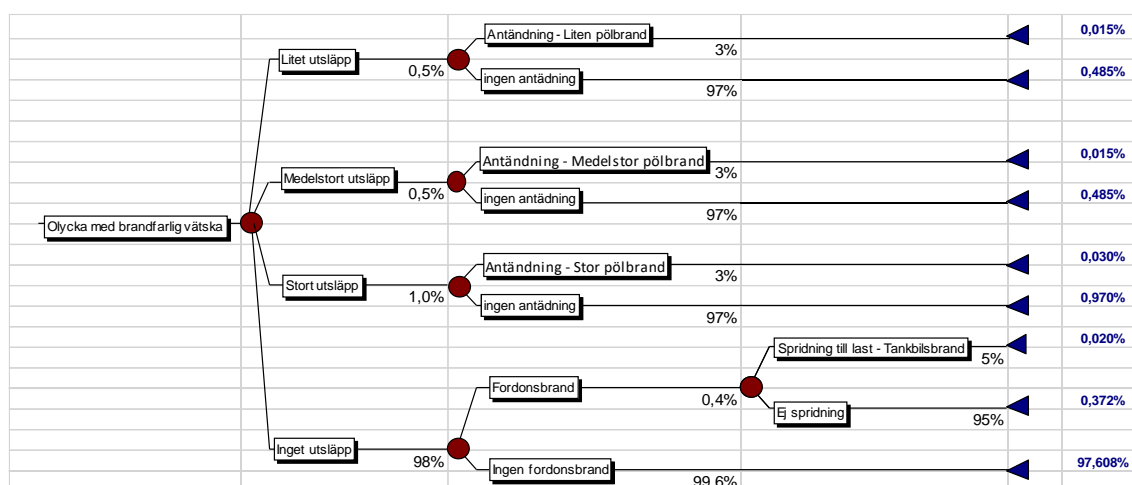 Antändning - Liten pölbrand
0,015%
3%
Litet utsläpp
0,5%
ingen antädning
0,485%
97%
Antändning - Medelstor pölbrand
0,015%
3%
Medelstort utsläpp
0,5%
ingen antädning
0,485%
97%
Olycka med brandfarlig vätska
Antändning - Stor pölbrand
0,030%
3%
Stort utsläpp
1,0%
ingen antädning
0,970%
97%
Spridning till last - Tankbilsbrand
0,020%
5%
Fordonsbrand
0,4%
Ej spridning
0,372%
95%
Inget utsläpp
98%
Ingen fordonsbrand
97,608%
99,6%